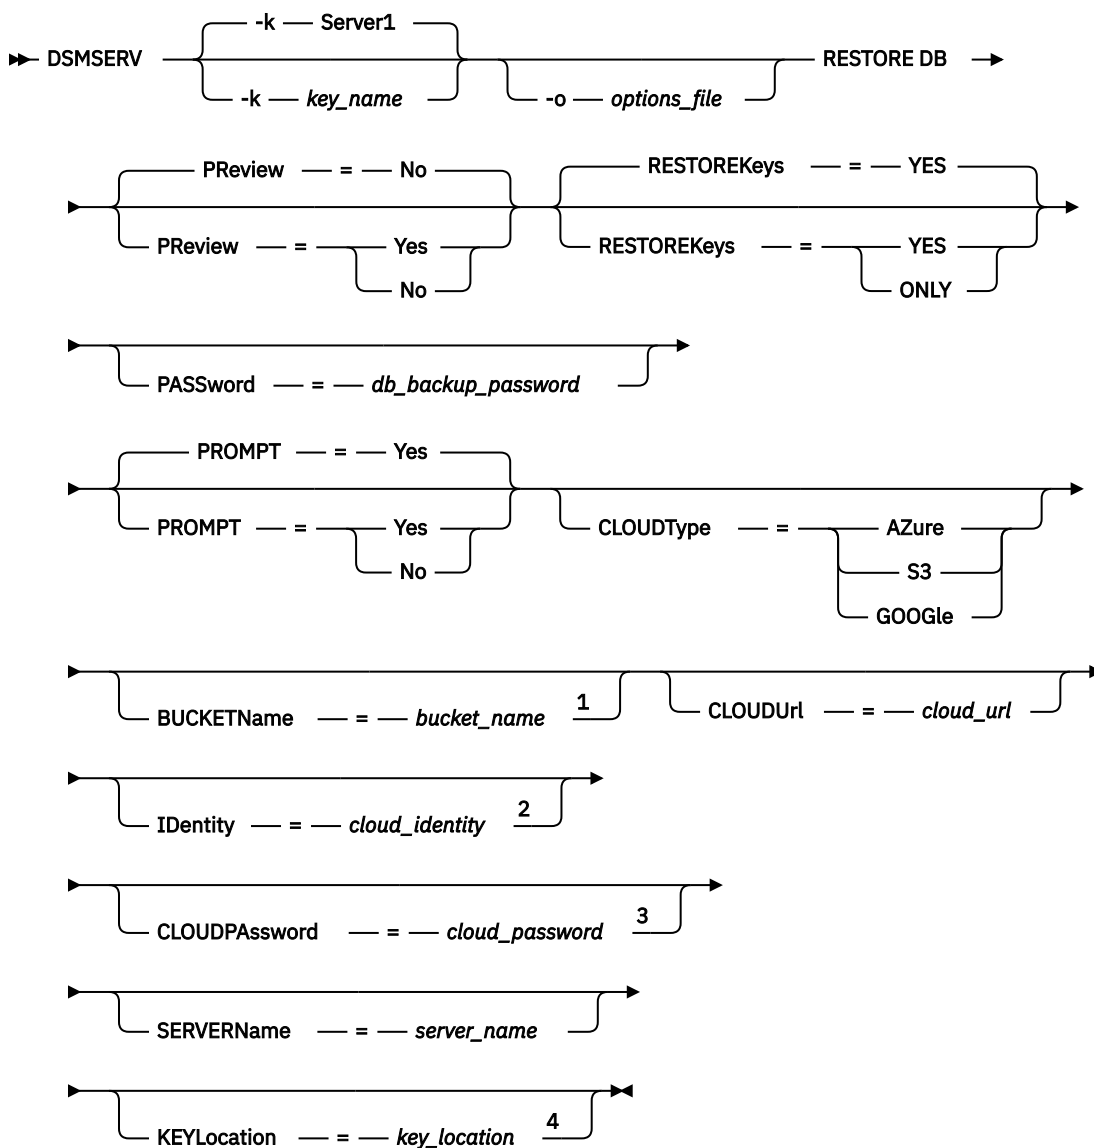 -k Server1
DSMSERV RESTORE DB
-k key_name -o options_file
PReview = No RESTOREKeys = YES
PReview = Yes RESTOREKeys = YES
No ONLY
PASSword = db_backup_password
PROMPT = Yes
PROMPT = Yes CLOUDType = AZure
No S3
GOOGle
BUCKETName = bucket_name 1 CLOUDUrl = cloud_url
IDentity = cloud_identity 2
CLOUDPAssword = cloud_password 3
SERVERName = server_name
KEYLocation = key_location 4